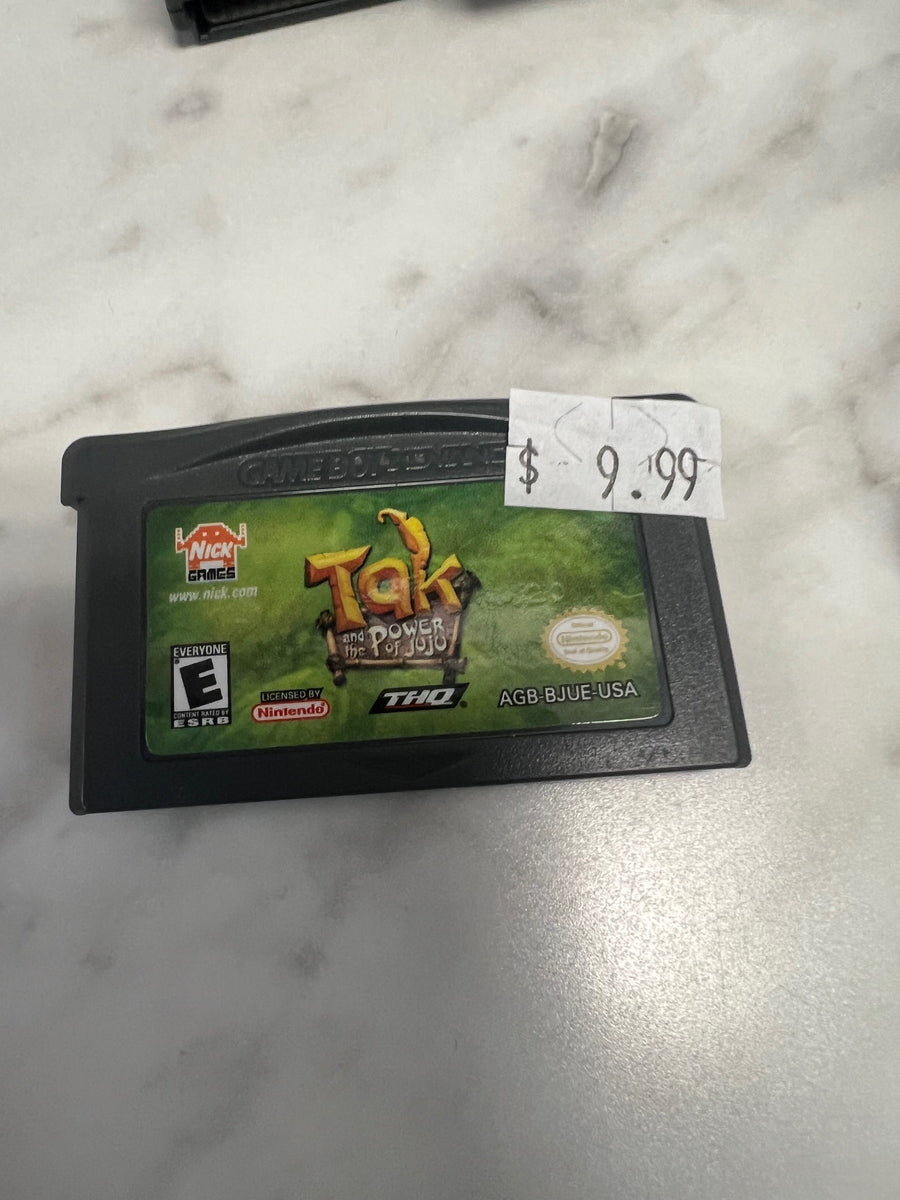 GAME BOY ADVANCE
$ 9.99
NICK
GAMES
www.nick.com
Tak
and the POWER of JUJU
EVERYONE
E
CONTENT RATED BY
ESRB
LICENSED BY
Nintendo
THQ
Nintendo
AGB-BJUE-USA